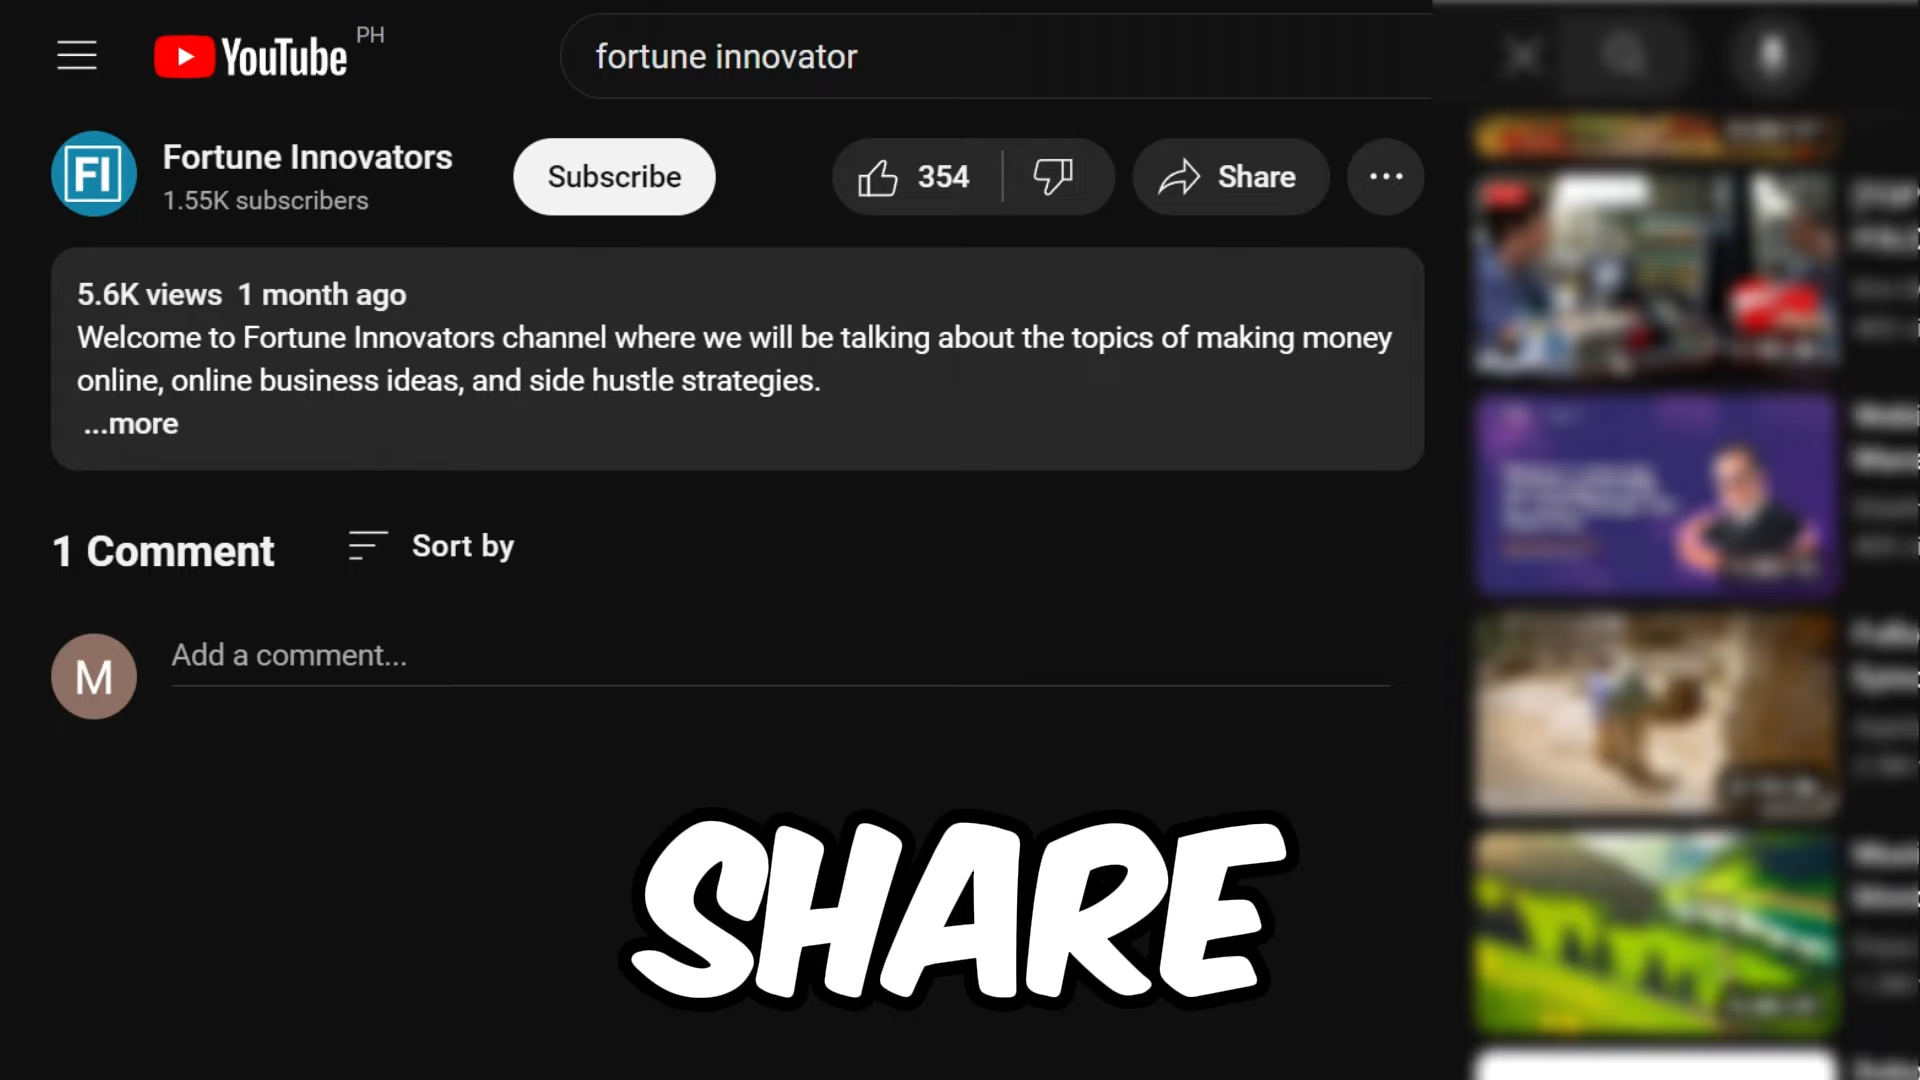 YouTube PH
fortune innovator
FI
Fortune Innovators
1.55K subscribers
Subscribe
354
Share
5.6K views 1 month ago
Welcome to Fortune Innovators channel where we will be talking about the topics of making money
online, online business ideas, and side hustle strategies.
...more
1 Comment
Sort by
M
Add a comment...
SHARE